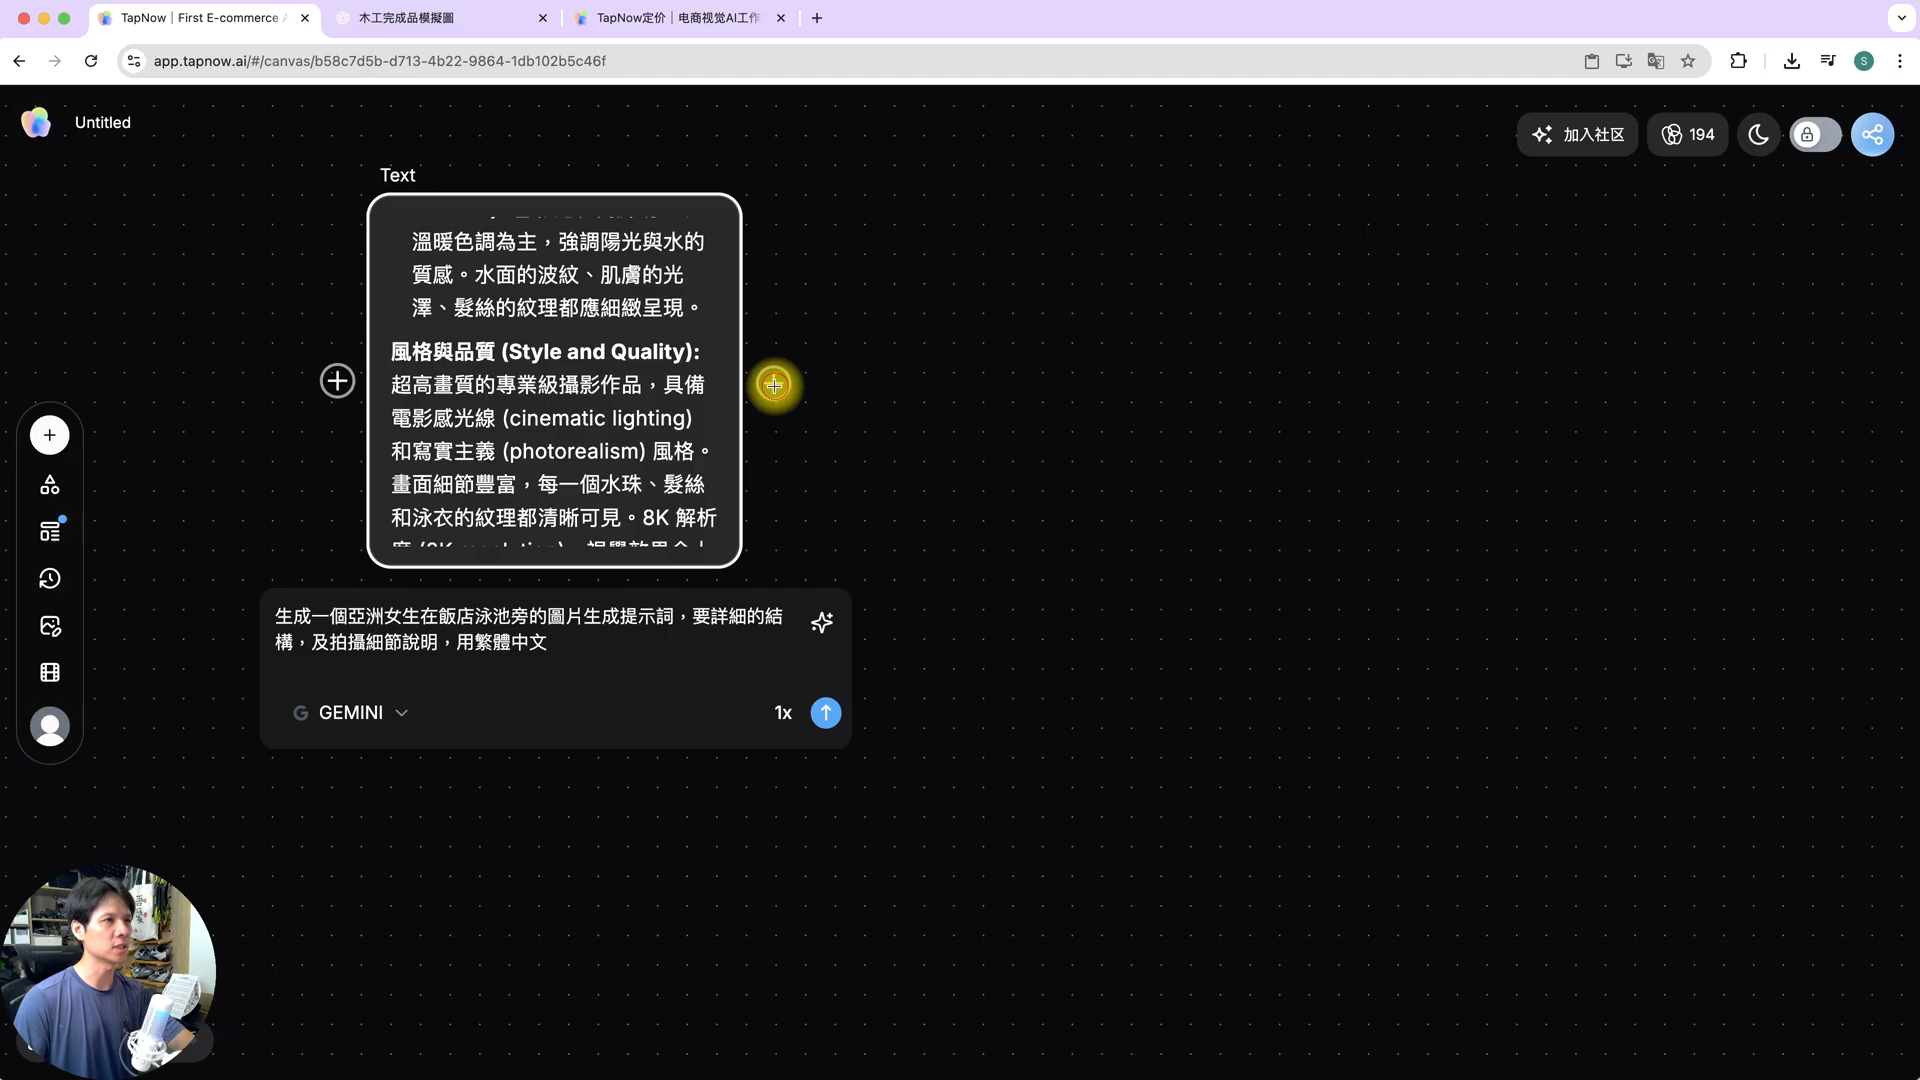 TapNow | First E-commerce A
木工完成品模擬圖
TapNow定价 | 电商视觉AI工作
app.tapnow.ai/#/canvas/b58c7d5b-d713-4b22-9864-1db102b5c46f
S
Untitled
加入社区
194
Text
溫暖色調為主，強調陽光與水的
質感。水面的波紋、肌膚的光
澤、髮絲的紋理都應細緻呈現。
風格與品質 (Style and Quality):
超高畫質的專業級攝影作品，具備
電影感光線 (cinematic lighting)
和寫實主義 (photorealism) 風格。
畫面細節豐富，每一個水珠、髮絲
和泳衣的紋理都清晰可見。8K 解析
生成一個亞洲女生在飯店泳池旁的圖片生成提示詞，要詳細的結
構，及拍攝細節說明，用繁體中文
G GEMINI
1x